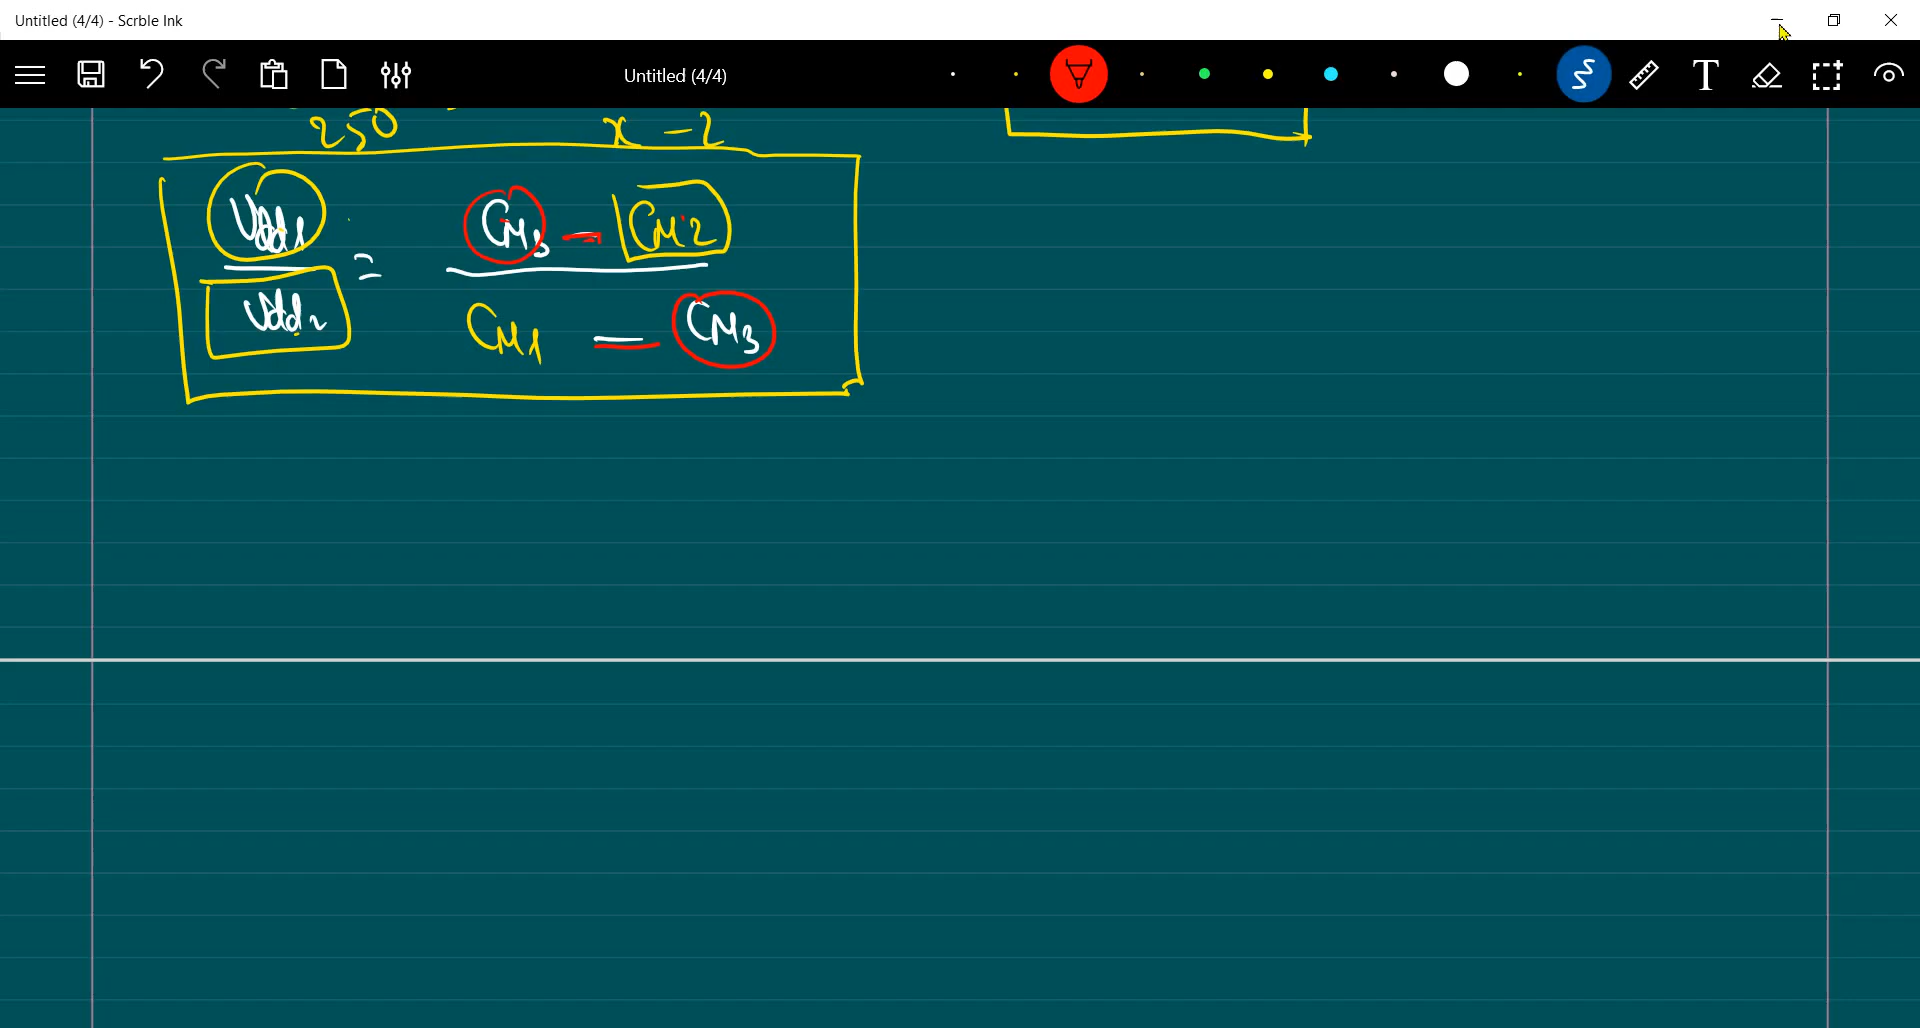 Untitled (4/4) - Scrble Ink
Untitled (4/4)
T
250 x - 2
Vdd1 = CM3 - CM2
Vdd2 CM1 - CM3